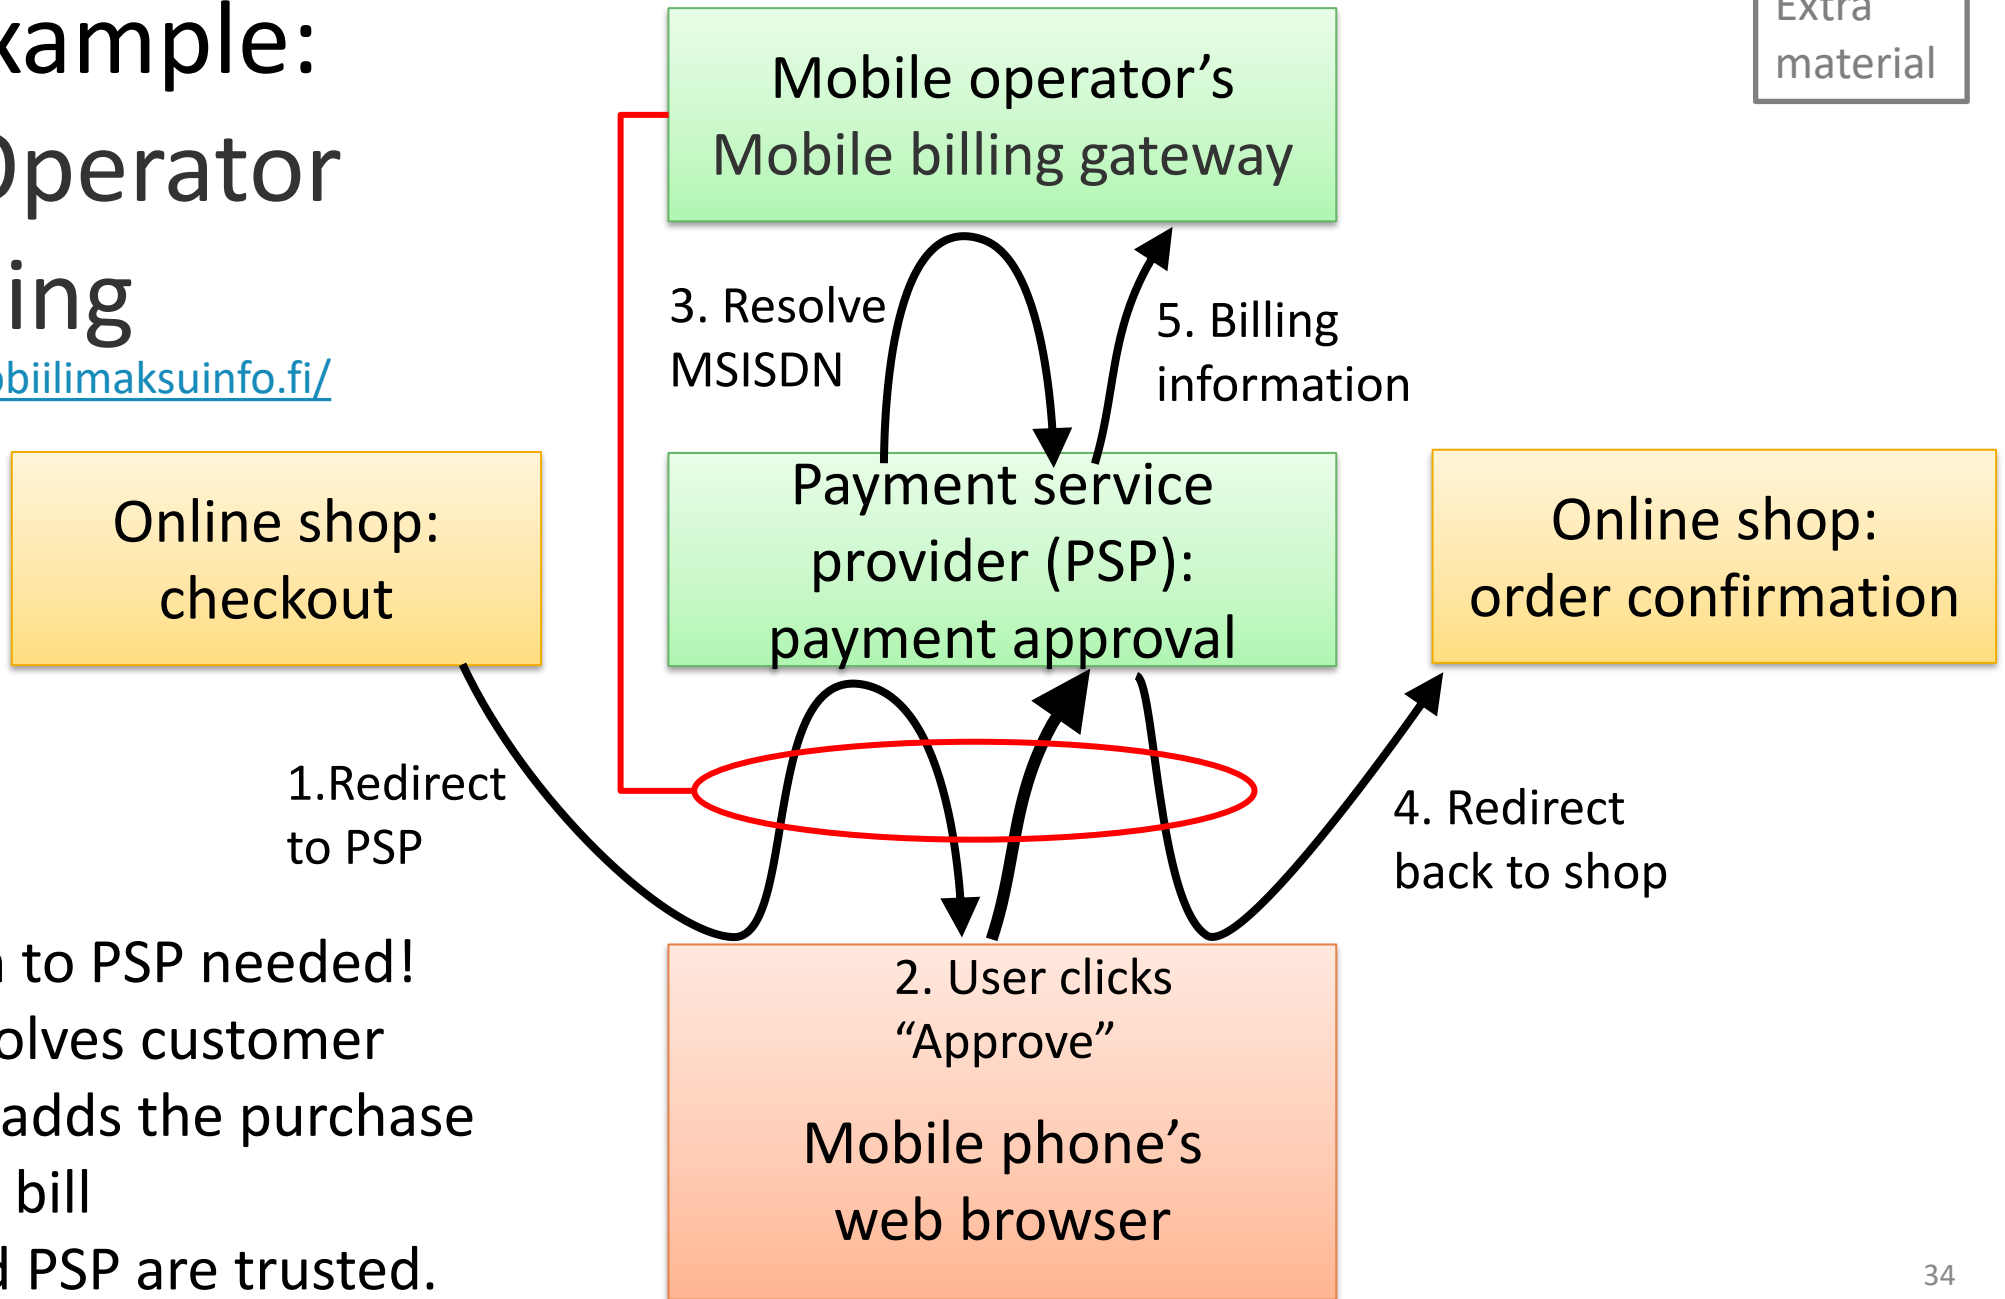 xample:
Operator
ing
obiilimaksuinfo.fi/
Extra
material
Mobile operator’s
Mobile billing gateway
3. Resolve
MSISDN
5. Billing
information
Online shop:
checkout
Payment service
provider (PSP):
payment approval
Online shop:
order confirmation
1.Redirect
to PSP
4. Redirect
back to shop
to PSP needed!
olves customer
adds the purchase
bill
PSP are trusted.
2. User clicks
“Approve”
Mobile phone’s
web browser
34